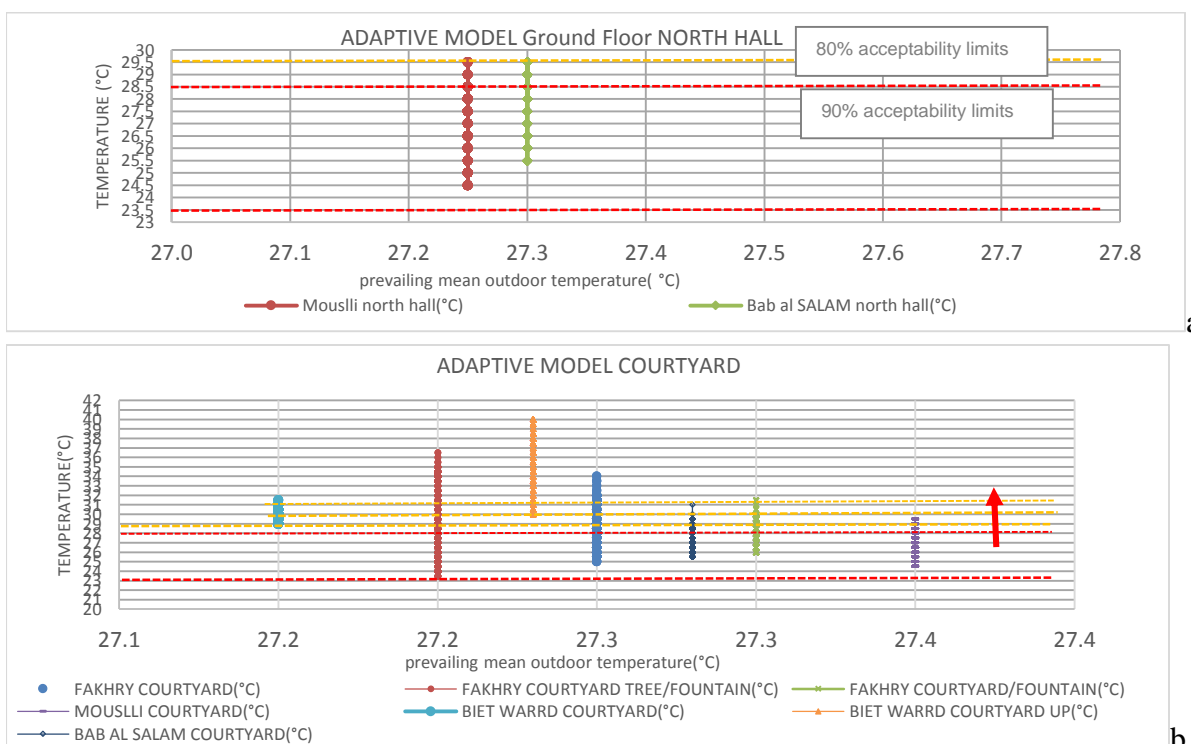 ADAPTIVE MODEL Ground Floor NORTH HALL
80% acceptability limits
90% acceptability limits
TEMPERATURE (°C)
30
29.5
29
28.5
28
27.5
27
26.5
26
25.5
25
24.5
24
23.5
23
27.0 27.1 27.2 27.3 27.4 27.5 27.6 27.7 27.8
prevailing mean outdoor temperature( °C)
Mouslli north hall(°C) Bab al SALAM north hall(°C)
a
ADAPTIVE MODEL COURTYARD
TEMPERATURE(°C)
42
41
40
39
38
37
36
35
34
33
32
31
30
29
28
27
26
25
24
23
22
21
20
27.1 27.2 27.2 27.3 27.3 27.4 27.4
prevailing mean outdoor temperature(°C)
FAKHRY COURTYARD(°C) FAKHRY COURTYARD TREE/FOUNTAIN(°C) FAKHRY COURTYARD/FOUNTAIN(°C)
MOUSLLI COURTYARD(°C) BIET WARRD COURTYARD(°C) BIET WARRD COURTYARD UP(°C)
BAB AL SALAM COURTYARD(°C)
b